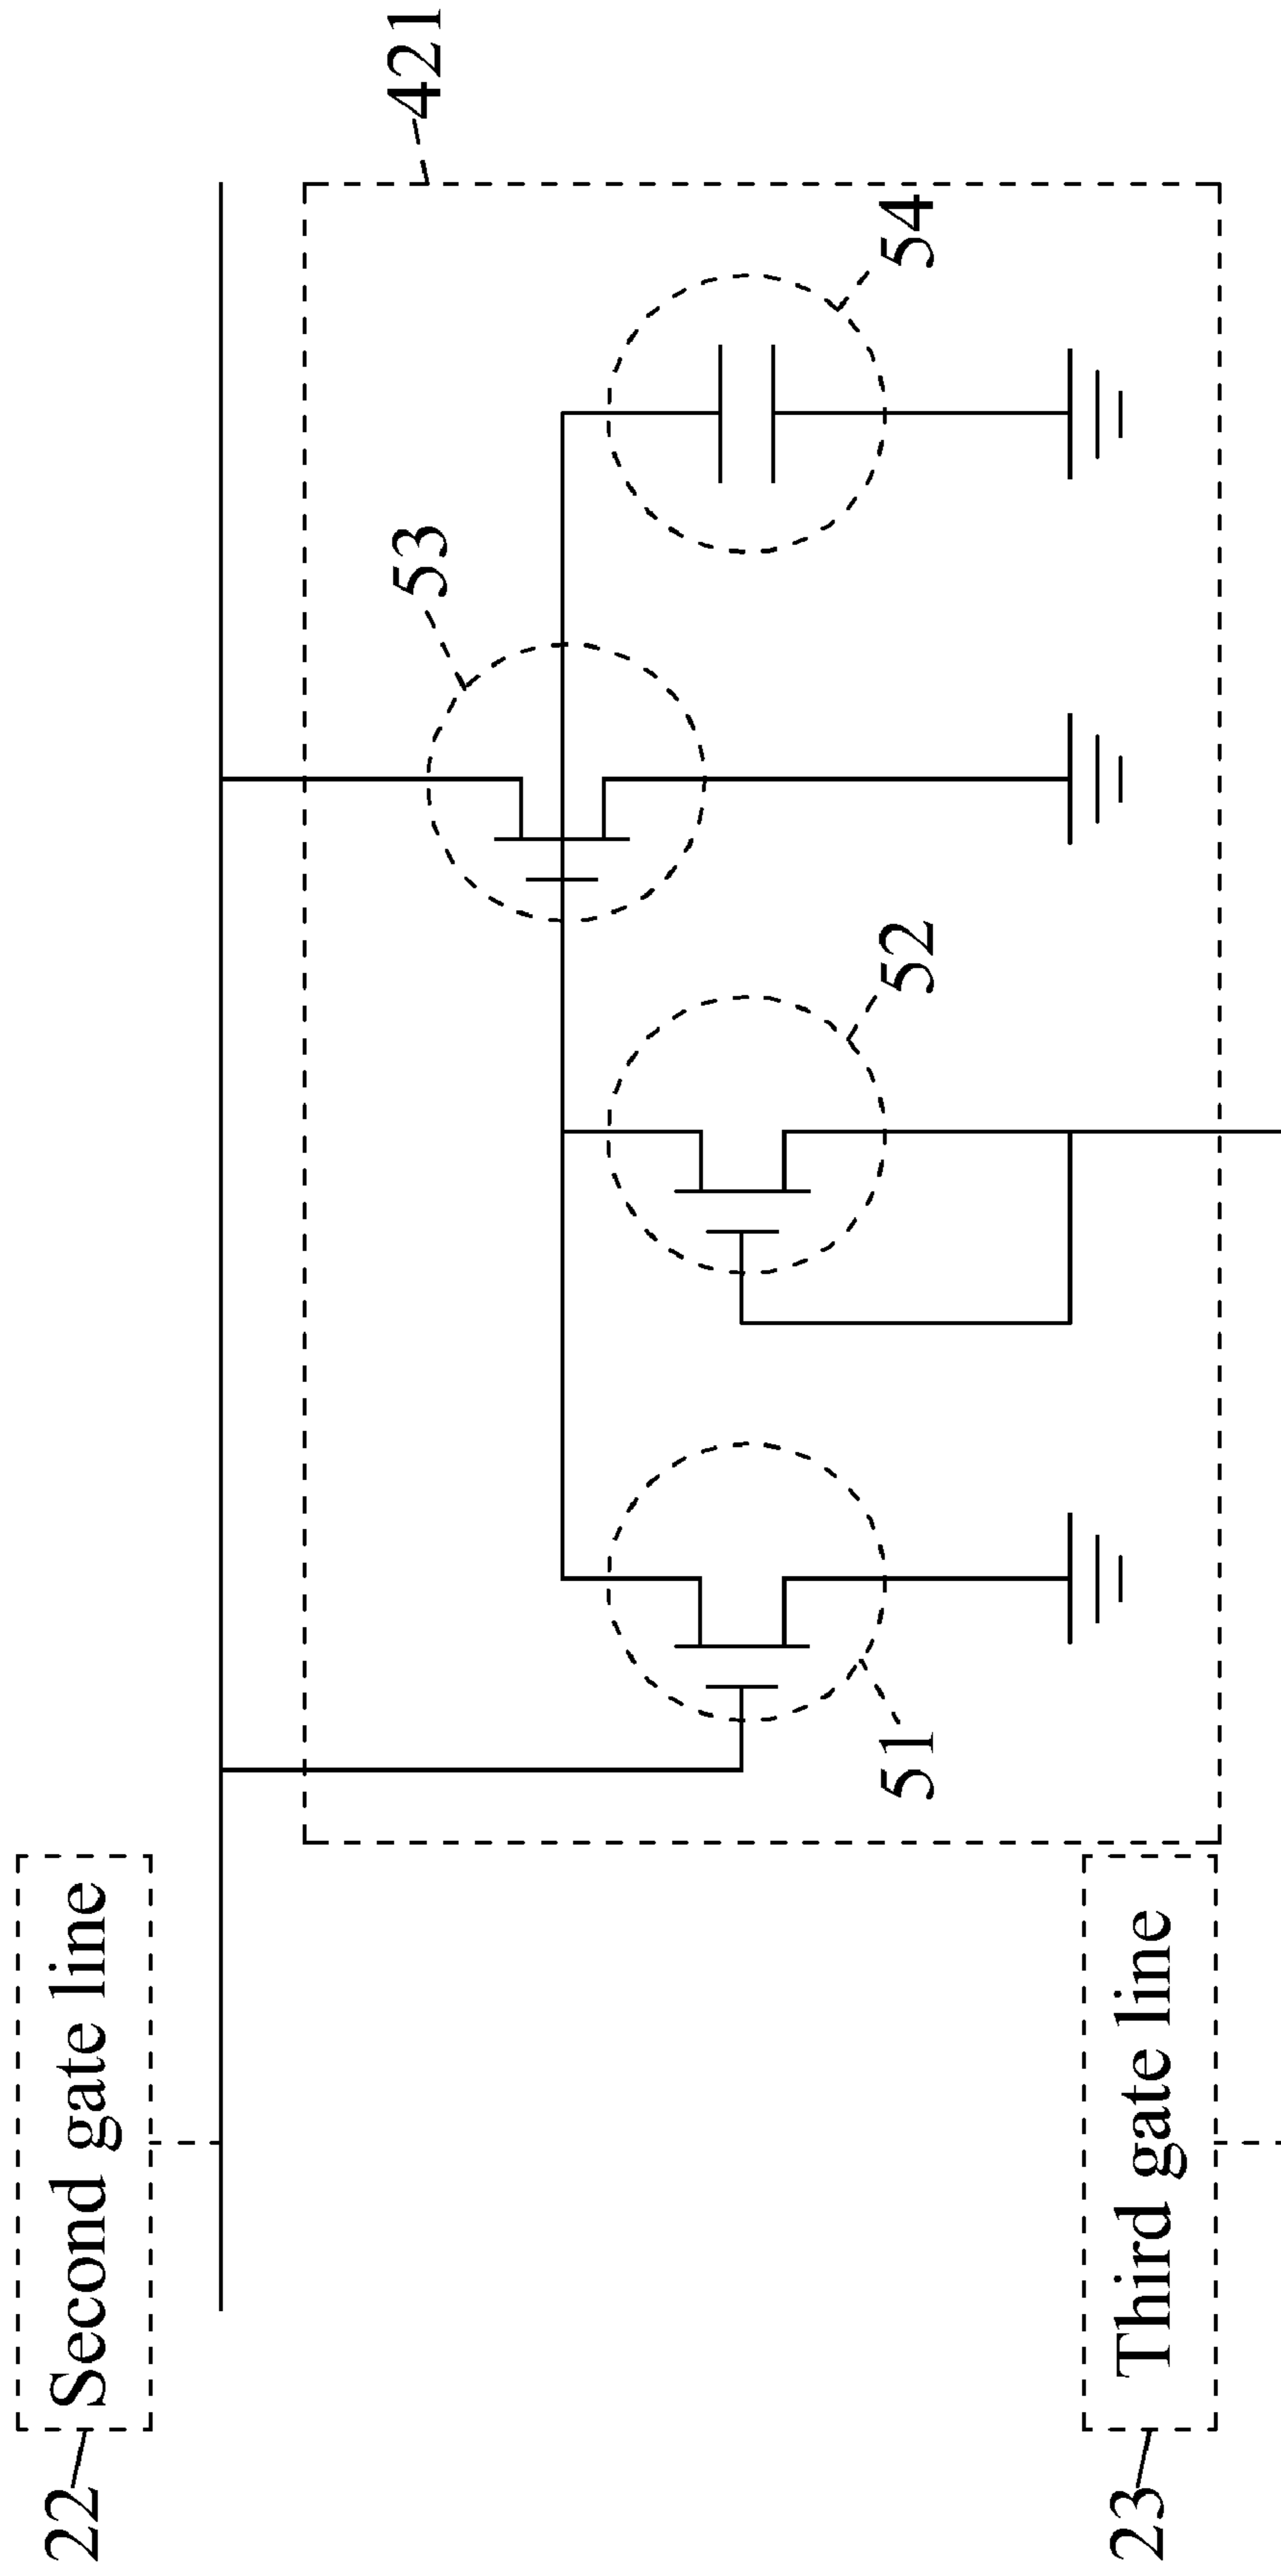 22 Second gate line
421
53
54
52
51
23 Third gate line